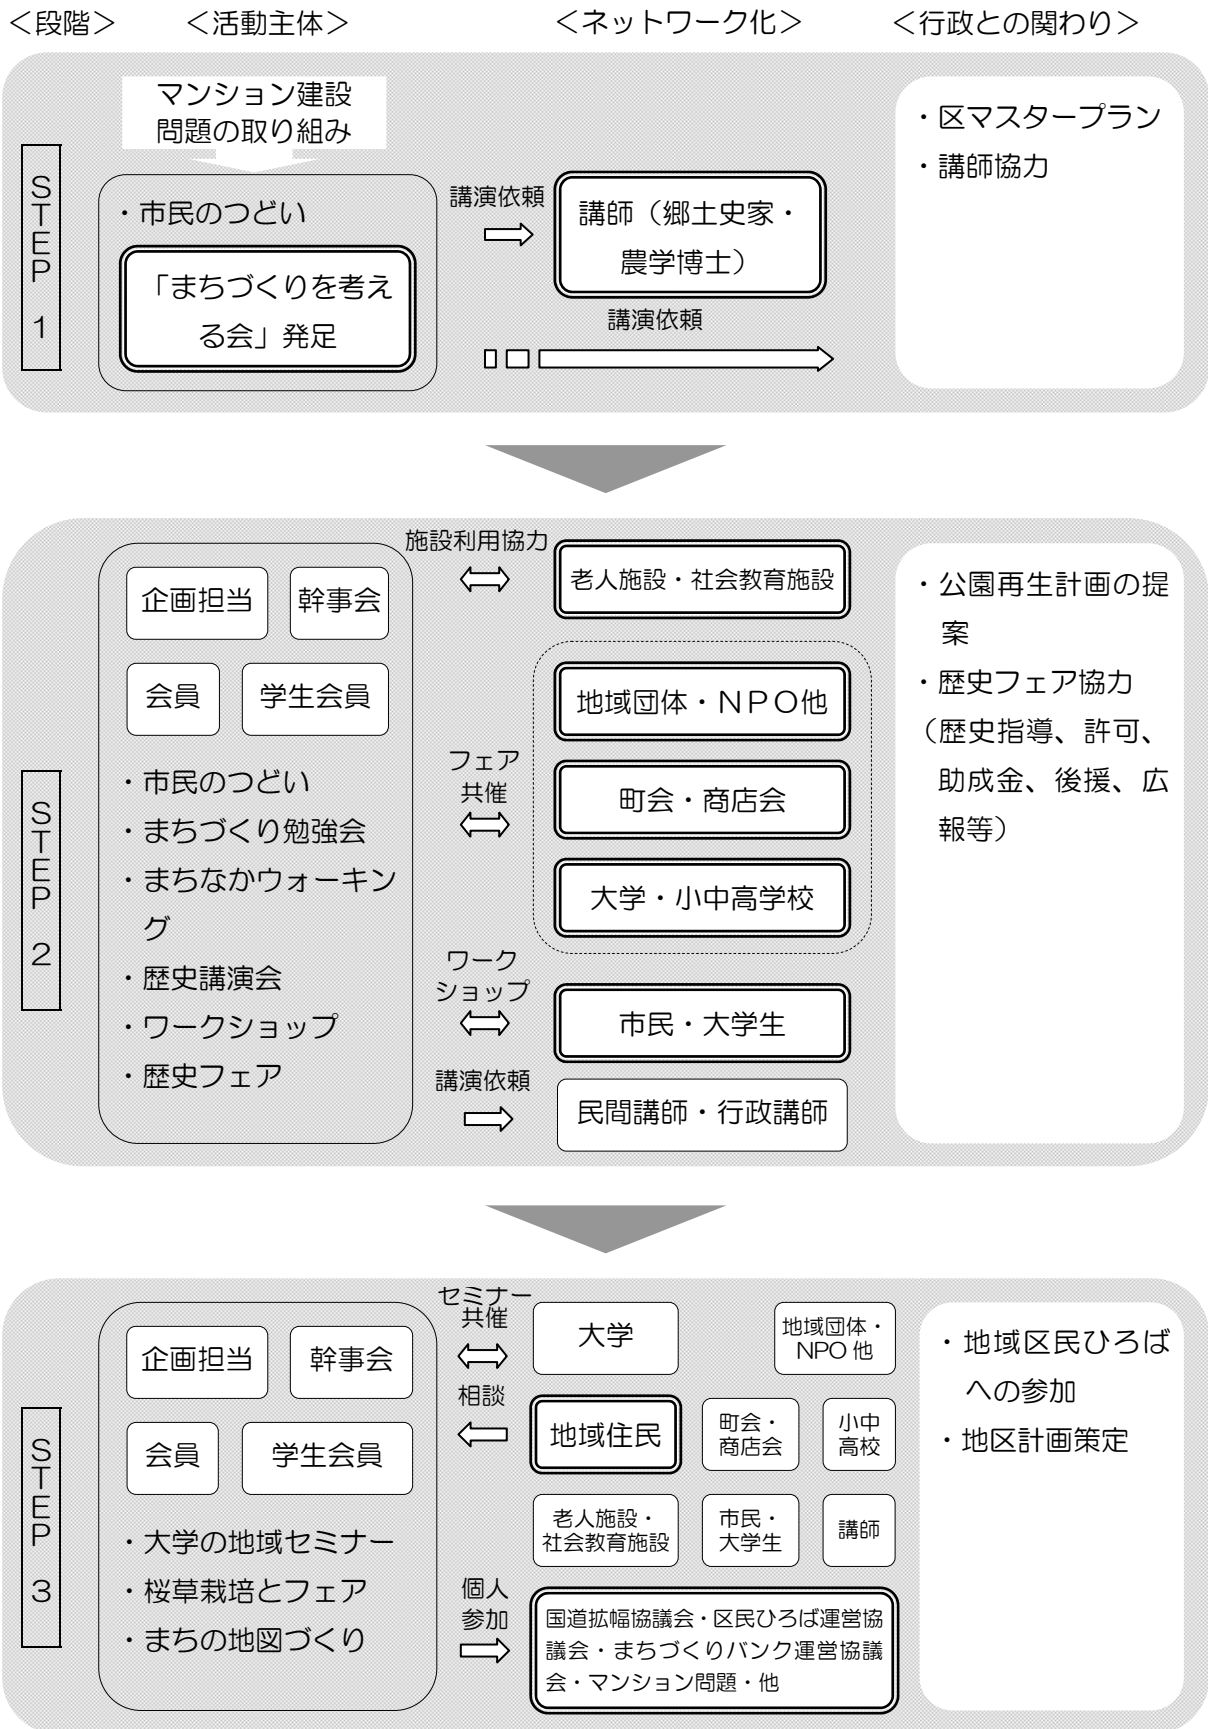 ＜段階＞　＜活動主体＞　＜ネットワーク化＞　＜行政との関わり＞
STEP 1
マンション建設
問題の取り組み
・市民のつどい
「まちづくりを考え
る会」発足
講演依頼
講師（郷土史家・
農学博士）
講演依頼
・区マスタープラン
・講師協力
STEP 2
企画担当　幹事会
会員　学生会員
・市民のつどい
・まちづくり勉強会
・まちなかウォーキン
グ
・歴史講演会
・ワークショップ
・歴史フェア
施設利用協力
老人施設・社会教育施設
地域団体・ＮＰＯ他
フェア
共催
町会・商店会
大学・小中高学校
ワーク
ショップ
市民・大学生
講演依頼
民間講師・行政講師
・公園再生計画の提
案
・歴史フェア協力
（歴史指導、許可、
助成金、後援、広
報等）
STEP 3
企画担当　幹事会
会員　学生会員
・大学の地域セミナー
・桜草栽培とフェア
・まちの地図づくり
セミナー
共催
大学
地域団体・
NPO 他
相談
地域住民
町会・
商店会
小中
高校
老人施設・
社会教育施設
市民・
大学生
講師
個人
参加
国道拡幅協議会・区民ひろば運営協
議会・まちづくりバンク運営協議
会・マンション問題・他
・地域区民ひろば
への参加
・地区計画策定